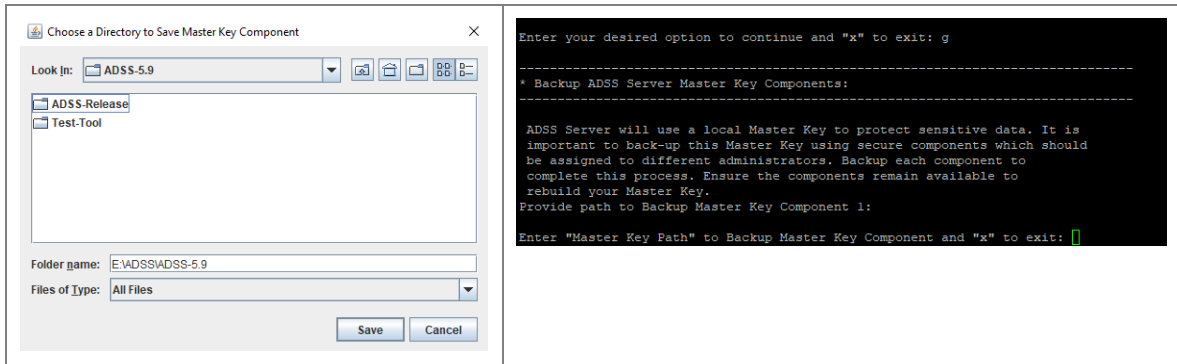 Choose a Directory to Save Master Key Component
Look In: ADSS-5.9
ADSS-Release
Test-Tool
Folder name: E:\ADSS\ADSS-5.9
Files of Type: All Files
Save Cancel
Enter your desired option to continue and "x" to exit: g
--------------------------------------------------------------------------------
* Backup ADSS Server Master Key Components:
--------------------------------------------------------------------------------
ADSS Server will use a local Master Key to protect sensitive data. It is
important to back-up this Master Key using secure components which should
be assigned to different administrators. Backup each component to
complete this process. Ensure the components remain available to
rebuild your Master Key.
Provide path to Backup Master Key Component 1:
Enter "Master Key Path" to Backup Master Key Component and "x" to exit: